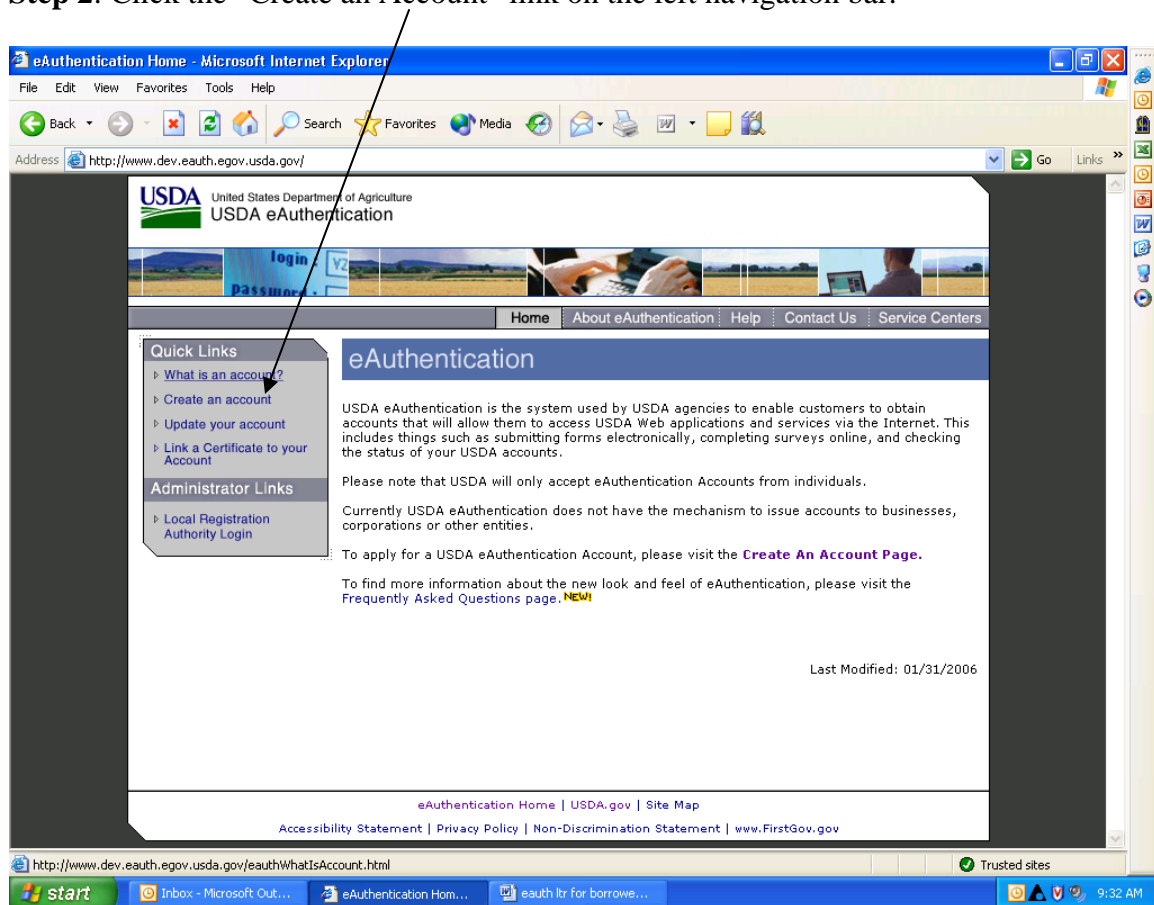 Step 2: Click the "Create an Account" link on the left navigation bar.
eAuthentication Home - Microsoft Internet Explorer
File Edit View Favorites Tools Help
Back Search Favorites Media
Address http://www.dev.eauth.egov.usda.gov/ Go Links »
USDA United States Department of Agriculture
USDA eAuthentication
login :
Password :
Home About eAuthentication Help Contact Us Service Centers
Quick Links
What is an account?
Create an account
Update your account
Link a Certificate to your
Account
Administrator Links
Local Registration
Authority Login
eAuthentication
USDA eAuthentication is the system used by USDA agencies to enable customers to obtain
accounts that will allow them to access USDA Web applications and services via the Internet. This
includes things such as submitting forms electronically, completing surveys online, and checking
the status of your USDA accounts.
Please note that USDA will only accept eAuthentication Accounts from individuals.
Currently USDA eAuthentication does not have the mechanism to issue accounts to businesses,
corporations or other entities.
To apply for a USDA eAuthentication Account, please visit the Create An Account Page.
To find more information about the new look and feel of eAuthentication, please visit the
Frequently Asked Questions page. NEW!
Last Modified: 01/31/2006
eAuthentication Home | USDA.gov | Site Map
Accessibility Statement | Privacy Policy | Non-Discrimination Statement | www.FirstGov.gov
http://www.dev.eauth.egov.usda.gov/eauthWhatIsAccount.html Trusted sites
start Inbox - Microsoft Out... eAuthentication Hom... eauth ltr for borrowe... 9:32 AM